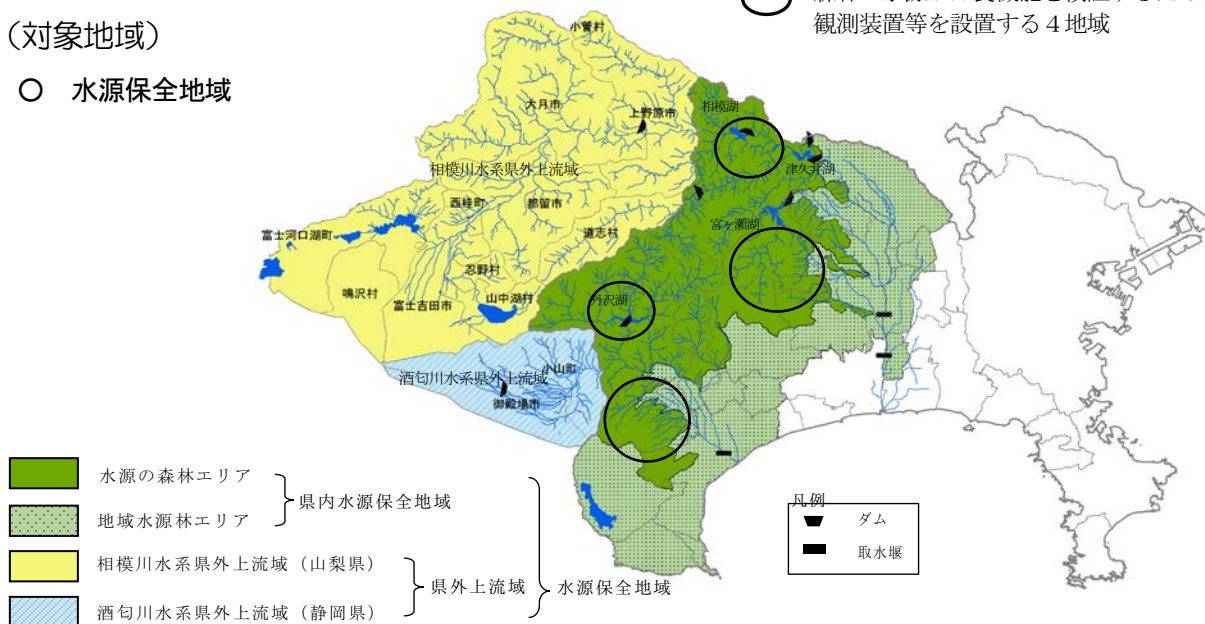 観測装置等を設置する4地域
(対象地域)
○ 水源保全地域
小菅村
大月市
上野原市
相模湖
相模川水系県外上流域
津久井湖
西桂町
都留市
道志村
宮ヶ瀬湖
富士河口湖町
忍野村
鳴沢村
富士吉田市
山中湖村
丹沢湖
酒匂川水系県外上流域
小山町
御殿場市
水源の森林エリア
県内水源保全地域
地域水源林エリア
相模川水系県外上流域（山梨県）
県外上流域
水源保全地域
酒匂川水系県外上流域（静岡県）
凡例
ダム
取水堰